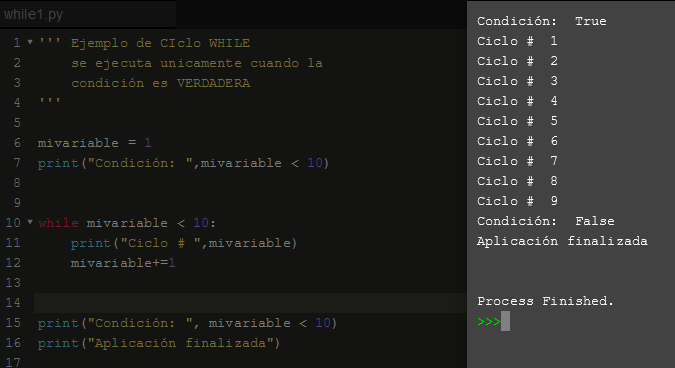 while1.py
1 ''' Ejemplo de CIclo WHILE
2 se ejecuta unicamente cuando la
3 condición es VERDADERA
4 '''
5
6 mivariable = 1
7 print("Condición: ",mivariable < 10)
8
9
10 while mivariable < 10:
11 print("Ciclo # ",mivariable)
12 mivariable+=1
13
14
15 print("Condición: ", mivariable < 10)
16 print("Aplicación finalizada")
17
Condición:  True
Ciclo #  1
Ciclo #  2
Ciclo #  3
Ciclo #  4
Ciclo #  5
Ciclo #  6
Ciclo #  7
Ciclo #  8
Ciclo #  9
Condición:  False
Aplicación finalizada
Process Finished.
>>>